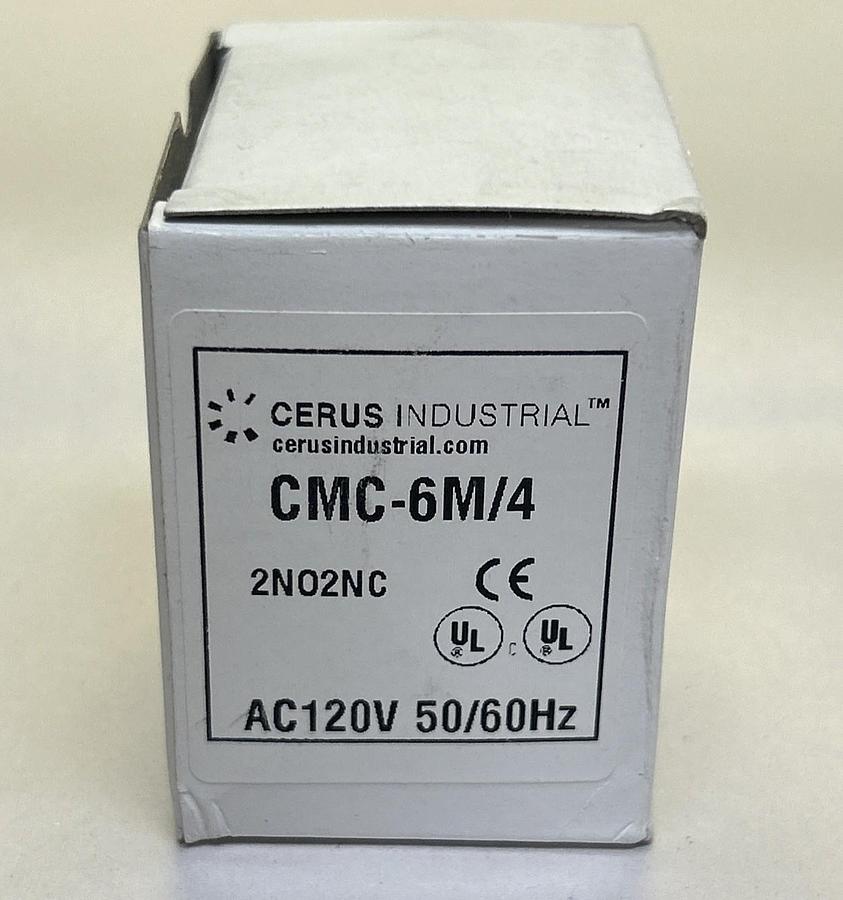 CERUS INDUSTRIAL™
cerusindustrial.com
CMC-6M/4
2NO2NC CE
UL ® C UL ®
AC120V 50/60Hz